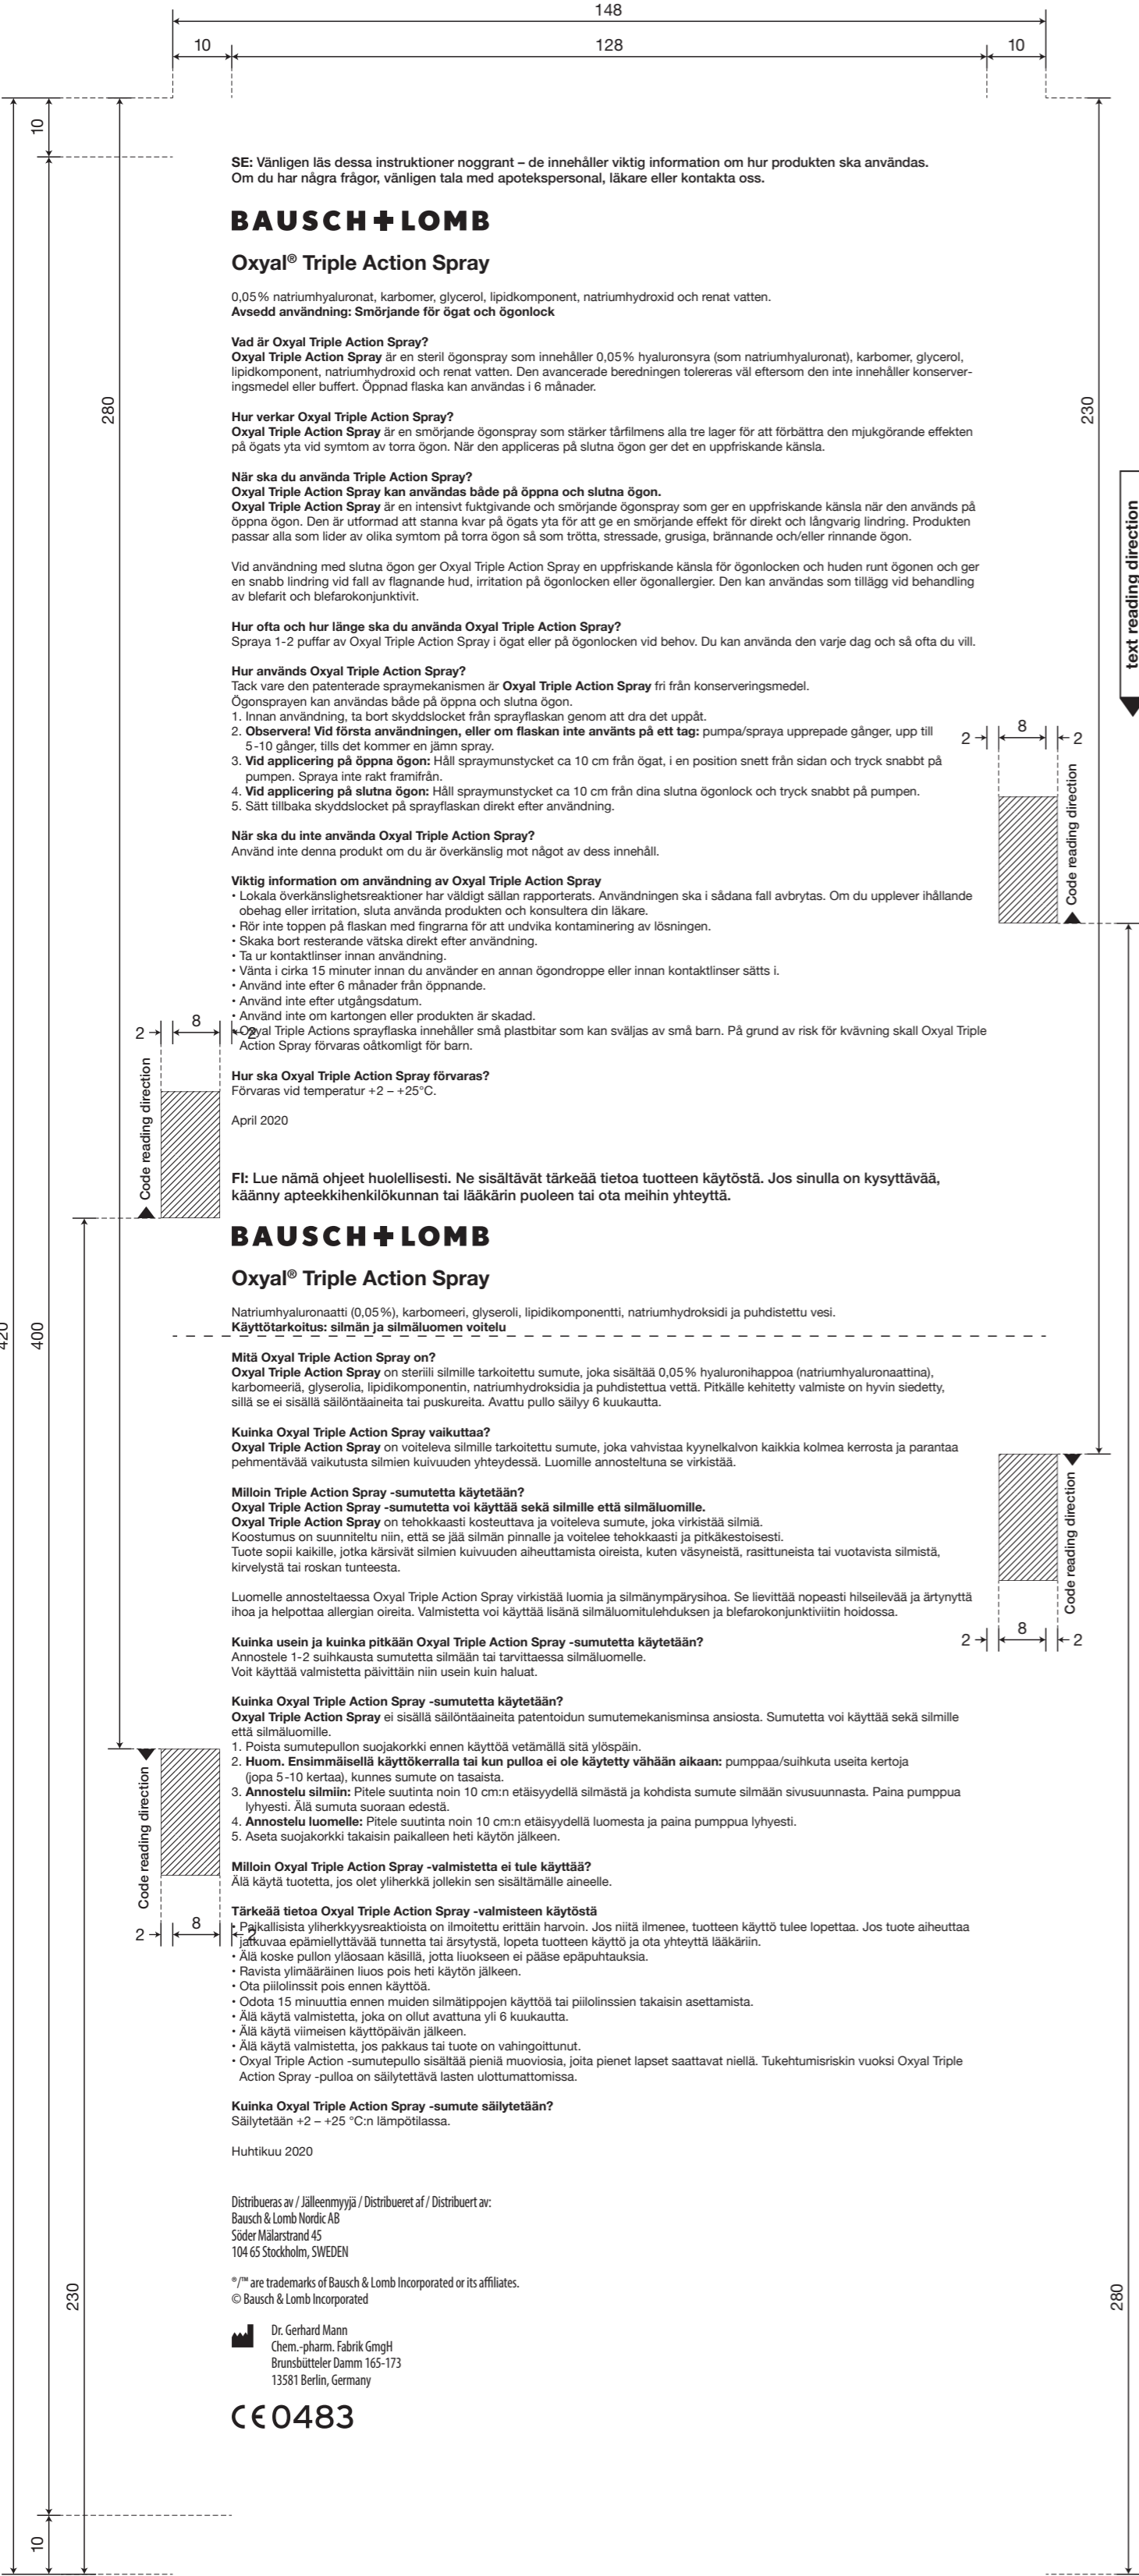 148
10 128 10
10
SE: Vänligen läs dessa instruktioner noggrant – de innehåller viktig information om hur produkten ska användas.
Om du har några frågor, vänligen tala med apotekspersonal, läkare eller kontakta oss.
BAUSCH+LOMB
Oxyal® Triple Action Spray
0,05% natriumhyaluronat, karbomer, glycerol, lipidkomponent, natriumhydroxid och renat vatten.
Avsedd användning: Smörjande för ögat och ögonlock
Vad är Oxyal Triple Action Spray?
Oxyal Triple Action Spray är en steril ögonspray som innehåller 0,05% hyaluronsyra (som natriumhyaluronat), karbomer, glycerol,
lipidkomponent, natriumhydroxid och renat vatten. Den avancerade beredningen tolereras väl eftersom den inte innehåller konserver-
ingsmedel eller buffert. Öppnad flaska kan användas i 6 månader.
280
230
Hur verkar Oxyal Triple Action Spray?
Oxyal Triple Action Spray är en smörjande ögonspray som stärker tårfilmens alla tre lager för att förbättra den mjukgörande effekten
på ögats yta vid symtom av torra ögon. När den appliceras på slutna ögon ger det en uppfriskande känsla.
När ska du använda Triple Action Spray?
Oxyal Triple Action Spray kan användas både på öppna och slutna ögon.
Oxyal Triple Action Spray är en intensivt fuktgivande och smörjande ögonspray som ger en uppfriskande känsla när den används på
öppna ögon. Den är utformad att stanna kvar på ögats yta för att ge en smörjande effekt för direkt och långvarig lindring. Produkten
passar alla som lider av olika symtom på torra ögon så som trötta, stressade, grusiga, brännande och/eller rinnande ögon.
text reading direction
Vid användning med slutna ögon ger Oxyal Triple Action Spray en uppfriskande känsla för ögonlocken och huden runt ögonen och ger
en snabb lindring vid fall av flagnande hud, irritation på ögonlocken eller ögonallergier. Den kan användas som tillägg vid behandling
av blefarit och blefarokonjunktivit.
Hur ofta och hur länge ska du använda Oxyal Triple Action Spray?
Spraya 1-2 puffar av Oxyal Triple Action Spray i ögat eller på ögonlocken vid behov. Du kan använda den varje dag och så ofta du vill.
Hur används Oxyal Triple Action Spray?
Tack vare den patenterade spraymekanismen är Oxyal Triple Action Spray fri från konserveringsmedel.
Ögonsprayen kan användas både på öppna och slutna ögon.
1. Innan användning, ta bort skyddslocket från sprayflaskan genom att dra det uppåt.
2. Observera! Vid första användningen, eller om flaskan inte använts på ett tag: pumpa/spraya upprepade gånger, upp till
5-10 gånger, tills det kommer en jämn spray.
2 8 2
3. Vid applicering på öppna ögon: Håll spraymunstycket ca 10 cm från ögat, i en position snett från sidan och tryck snabbt på
pumpen. Spraya inte rakt framifrån.
4. Vid applicering på slutna ögon: Håll spraymunstycket ca 10 cm från dina slutna ögonlock och tryck snabbt på pumpen.
5. Sätt tillbaka skyddslocket på sprayflaskan direkt efter användning.
Code reading direction
När ska du inte använda Oxyal Triple Action Spray?
Använd inte denna produkt om du är överkänslig mot något av dess innehåll.
Viktig information om användning av Oxyal Triple Action Spray
• Lokala överkänslighetsreaktioner har väldigt sällan rapporterats. Användningen ska i sådana fall avbrytas. Om du upplever ihållande
obehag eller irritation, sluta använda produkten och konsultera din läkare.
• Rör inte toppen på flaskan med fingrarna för att undvika kontaminering av lösningen.
• Skaka bort resterande vätska direkt efter användning.
• Ta ur kontaktlinser innan användning.
• Vänta i cirka 15 minuter innan du använder en annan ögondroppe eller innan kontaktlinser sätts i.
• Använd inte efter 6 månader från öppnande.
• Använd inte efter utgångsdatum.
• Använd inte om kartongen eller produkten är skadad.
2 8 2
• Oxyal Triple Actions sprayflaska innehåller små plastbitar som kan sväljas av små barn. På grund av risk för kvävning skall Oxyal Triple
Action Spray förvaras oåtkomligt för barn.
Hur ska Oxyal Triple Action Spray förvaras?
Förvaras vid temperatur +2 – +25°C.
April 2020
Code reading direction
FI: Lue nämä ohjeet huolellisesti. Ne sisältävät tärkeää tietoa tuotteen käytöstä. Jos sinulla on kysyttävää,
käänny apteekkihenkilökunnan tai lääkärin puoleen tai ota meihin yhteyttä.
BAUSCH+LOMB
Oxyal® Triple Action Spray
Natriumhyaluronaatti (0,05%), karbomeeri, glyseroli, lipidikomponentti, natriumhydroksidi ja puhdistettu vesi.
Käyttötarkoitus: silmän ja silmäluomen voitelu
420
400
Mitä Oxyal Triple Action Spray on?
Oxyal Triple Action Spray on steriili silmille tarkoitettu sumute, joka sisältää 0,05% hyaluronihappoa (natriumhyaluronaattina),
karbomeeriä, glyserolia, lipidikomponentin, natriumhydroksidia ja puhdistettua vettä. Pitkälle kehitetty valmiste on hyvin siedetty,
sillä se ei sisällä säilöntäaineita tai puskureita. Avattu pullo säilyy 6 kuukautta.
Kuinka Oxyal Triple Action Spray vaikuttaa?
Oxyal Triple Action Spray on voiteleva silmille tarkoitettu sumute, joka vahvistaa kyynelkalvon kaikkia kolmea kerrosta ja parantaa
pehmentävää vaikutusta silmien kuivuuden yhteydessä. Luomille annosteltuna se virkistää.
Milloin Triple Action Spray -sumutetta käytetään?
Oxyal Triple Action Spray -sumutetta voi käyttää sekä silmille että silmäluomille.
Oxyal Triple Action Spray on tehokkaasti kosteuttava ja voiteleva sumute, joka virkistää silmiä.
Koostumus on suunniteltu niin, että se jää silmän pinnalle ja voitelee tehokkaasti ja pitkäkestoisesti.
Tuote sopii kaikille, jotka kärsivät silmien kuivuuden aiheuttamista oireista, kuten väsyneistä, rasittuneista tai vuotavista silmistä,
kirvelystä tai roskan tunteesta.
Code reading direction
Luomelle annosteltaessa Oxyal Triple Action Spray virkistää luomia ja silmänympärysihoa. Se lievittää nopeasti hilseilevää ja ärtynyttä
ihoa ja helpottaa allergian oireita. Valmistetta voi käyttää lisänä silmäluomitulehduksen ja blefarokonjunktiviitin hoidossa.
2 8 2
Kuinka usein ja kuinka pitkään Oxyal Triple Action Spray -sumutetta käytetään?
Annostele 1-2 suihkausta sumutetta silmään tai tarvittaessa silmäluomelle.
Voit käyttää valmistetta päivittäin niin usein kuin haluat.
Kuinka Oxyal Triple Action Spray -sumutetta käytetään?
Oxyal Triple Action Spray ei sisällä säilöntäaineita patentoidun sumutemekanisminsa ansiosta. Sumutetta voi käyttää sekä silmille
että silmäluomille.
1. Poista sumutepullon suojakorkki ennen käyttöä vetämällä sitä ylöspäin.
2. Huom. Ensimmäisellä käyttökerralla tai kun pulloa ei ole käytetty vähään aikaan: pumppaa/suihkuta useita kertoja
(jopa 5-10 kertaa), kunnes sumute on tasaista.
3. Annostelu silmiin: Pitele suutinta noin 10 cm:n etäisyydellä silmästä ja kohdista sumute silmään sivusuunnasta. Paina pumppua
lyhyesti. Älä sumuta suoraan edestä.
4. Annostelu luomelle: Pitele suutinta noin 10 cm:n etäisyydellä luomesta ja paina pumppua lyhyesti.
5. Aseta suojakorkki takaisin paikalleen heti käytön jälkeen.
Code reading direction
Milloin Oxyal Triple Action Spray -valmistetta ei tule käyttää?
Älä käytä tuotetta, jos olet yliherkkä jollekin sen sisältämälle aineelle.
Tärkeää tietoa Oxyal Triple Action Spray -valmisteen käytöstä
2 8 2
• Paikallisista yliherkkyysreaktioista on ilmoitettu erittäin harvoin. Jos niitä ilmenee, tuotteen käyttö tulee lopettaa. Jos tuote aiheuttaa
jatkuvaa epämiellyttävää tunnetta tai ärsytystä, lopeta tuotteen käyttö ja ota yhteyttä lääkäriin.
• Älä koske pullon yläosaan käsillä, jotta liuokseen ei pääse epäpuhtauksia.
• Ravista ylimääräinen liuos pois heti käytön jälkeen.
• Ota piilolinssit pois ennen käyttöä.
• Odota 15 minuuttia ennen muiden silmätippojen käyttöä tai piilolinssien takaisin asettamista.
• Älä käytä valmistetta, joka on ollut avattuna yli 6 kuukautta.
• Älä käytä viimeisen käyttöpäivän jälkeen.
• Älä käytä valmistetta, jos pakkaus tai tuote on vahingoittunut.
• Oxyal Triple Action -sumutepullo sisältää pieniä muoviosia, joita pienet lapset saattavat niellä. Tukehtumisriskin vuoksi Oxyal Triple
Action Spray -pulloa on säilytettävä lasten ulottumattomissa.
Kuinka Oxyal Triple Action Spray -sumute säilytetään?
Säilytetään +2 – +25 °C:n lämpötilassa.
Huhtikuu 2020
Distribueras av / Jälleenmyyjä / Distribueret af / Distribuert av:
Bausch & Lomb Nordic AB
Söder Mälarstrand 45
104 65 Stockholm, SWEDEN
®/™ are trademarks of Bausch & Lomb Incorporated or its affiliates.
© Bausch & Lomb Incorporated
230
280
Dr. Gerhard Mann
Chem.-pharm. Fabrik GmgH
Brunsbütteler Damm 165-173
13581 Berlin, Germany
CE0483
10